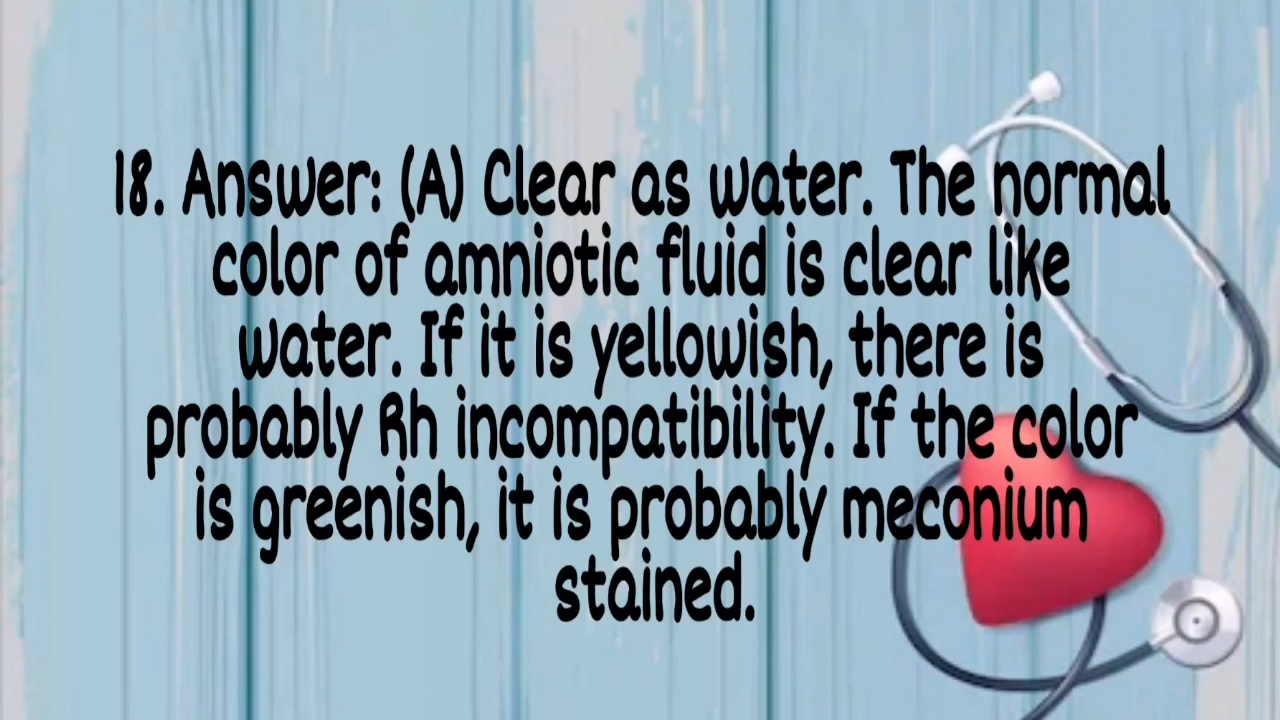 18. Answer: (A) Clear as water. The normal
color of amniotic fluid is clear like
water. If it is yellowish, there is
probably Rh incompatibility. If the color
is greenish, it is probably meconium
stained.